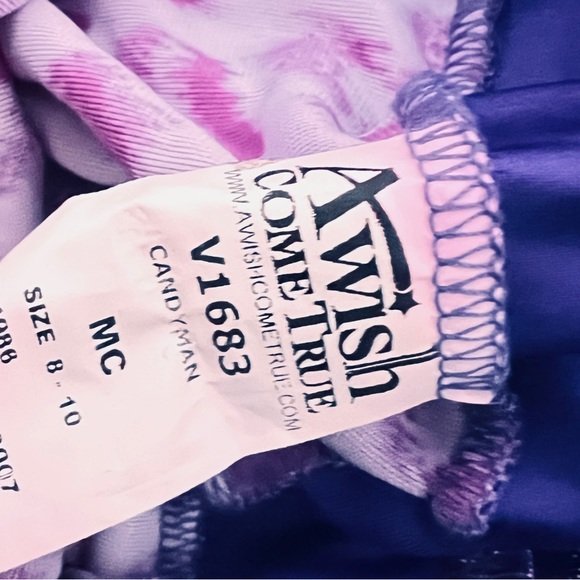 A Wish
COME TRUE
WWW.AWISHCOMETRUE.COM
V1683
CANDYMAN
MC
SIZE 8-10